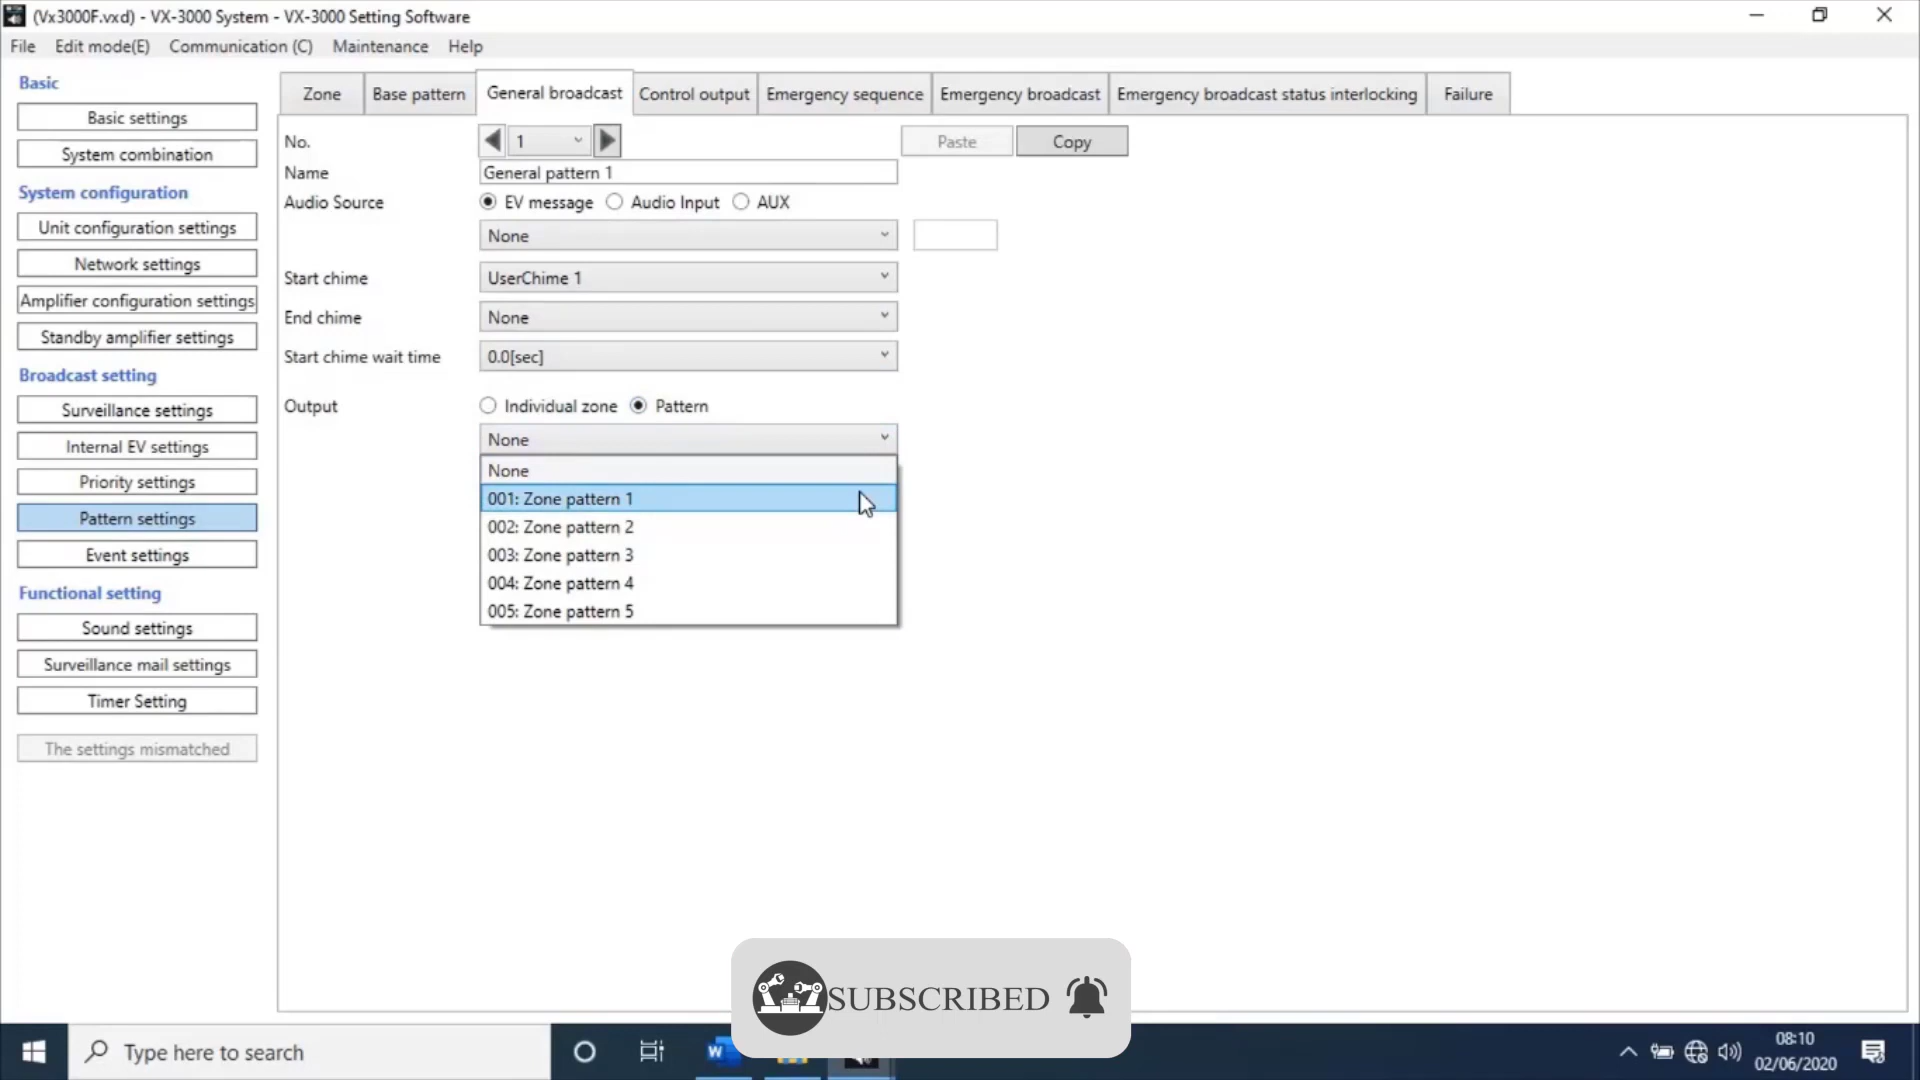 (Vx3000F.vxd) - VX-3000 System - VX-3000 Setting Software
File Edit mode(E) Communication (C) Maintenance Help
Basic
Basic settings
System combination
System configuration
Unit configuration settings
Network settings
Amplifier configuration settings
Standby amplifier settings
Broadcast setting
Surveillance settings
Internal EV settings
Priority settings
Pattern settings
Event settings
Functional setting
Sound settings
Surveillance mail settings
Timer Setting
The settings mismatched
Zone Base pattern General broadcast Control output Emergency sequence Emergency broadcast Emergency broadcast status interlocking Failure
No. 1 Paste Copy
Name General pattern 1
Audio Source EV message Audio Input AUX
None
Start chime UserChime 1
End chime None
Start chime wait time 0.0[sec]
Output Individual zone Pattern
None
None
001: Zone pattern 1
002: Zone pattern 2
003: Zone pattern 3
004: Zone pattern 4
005: Zone pattern 5
SUBSCRIBED
Type here to search
W
08:10
02/06/2020